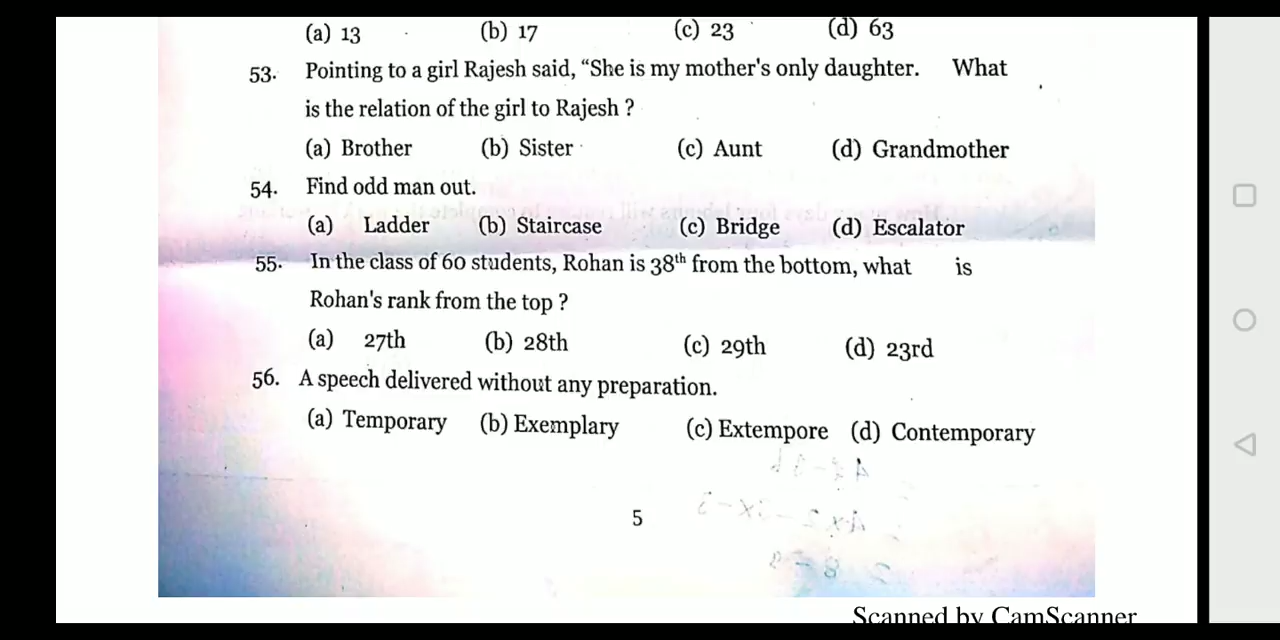 (a) 13 (b) 17 (c) 23 (d) 63
53. Pointing to a girl Rajesh said, “She is my mother's only daughter. What
is the relation of the girl to Rajesh ?
(a) Brother (b) Sister (c) Aunt (d) Grandmother
54. Find odd man out.
(a) Ladder (b) Staircase (c) Bridge (d) Escalator
55. In the class of 60 students, Rohan is 38th from the bottom, what is
Rohan's rank from the top ?
(a) 27th (b) 28th (c) 29th (d) 23rd
56. A speech delivered without any preparation.
(a) Temporary (b) Exemplary (c) Extempore (d) Contemporary
5
Scanned by CamScanner